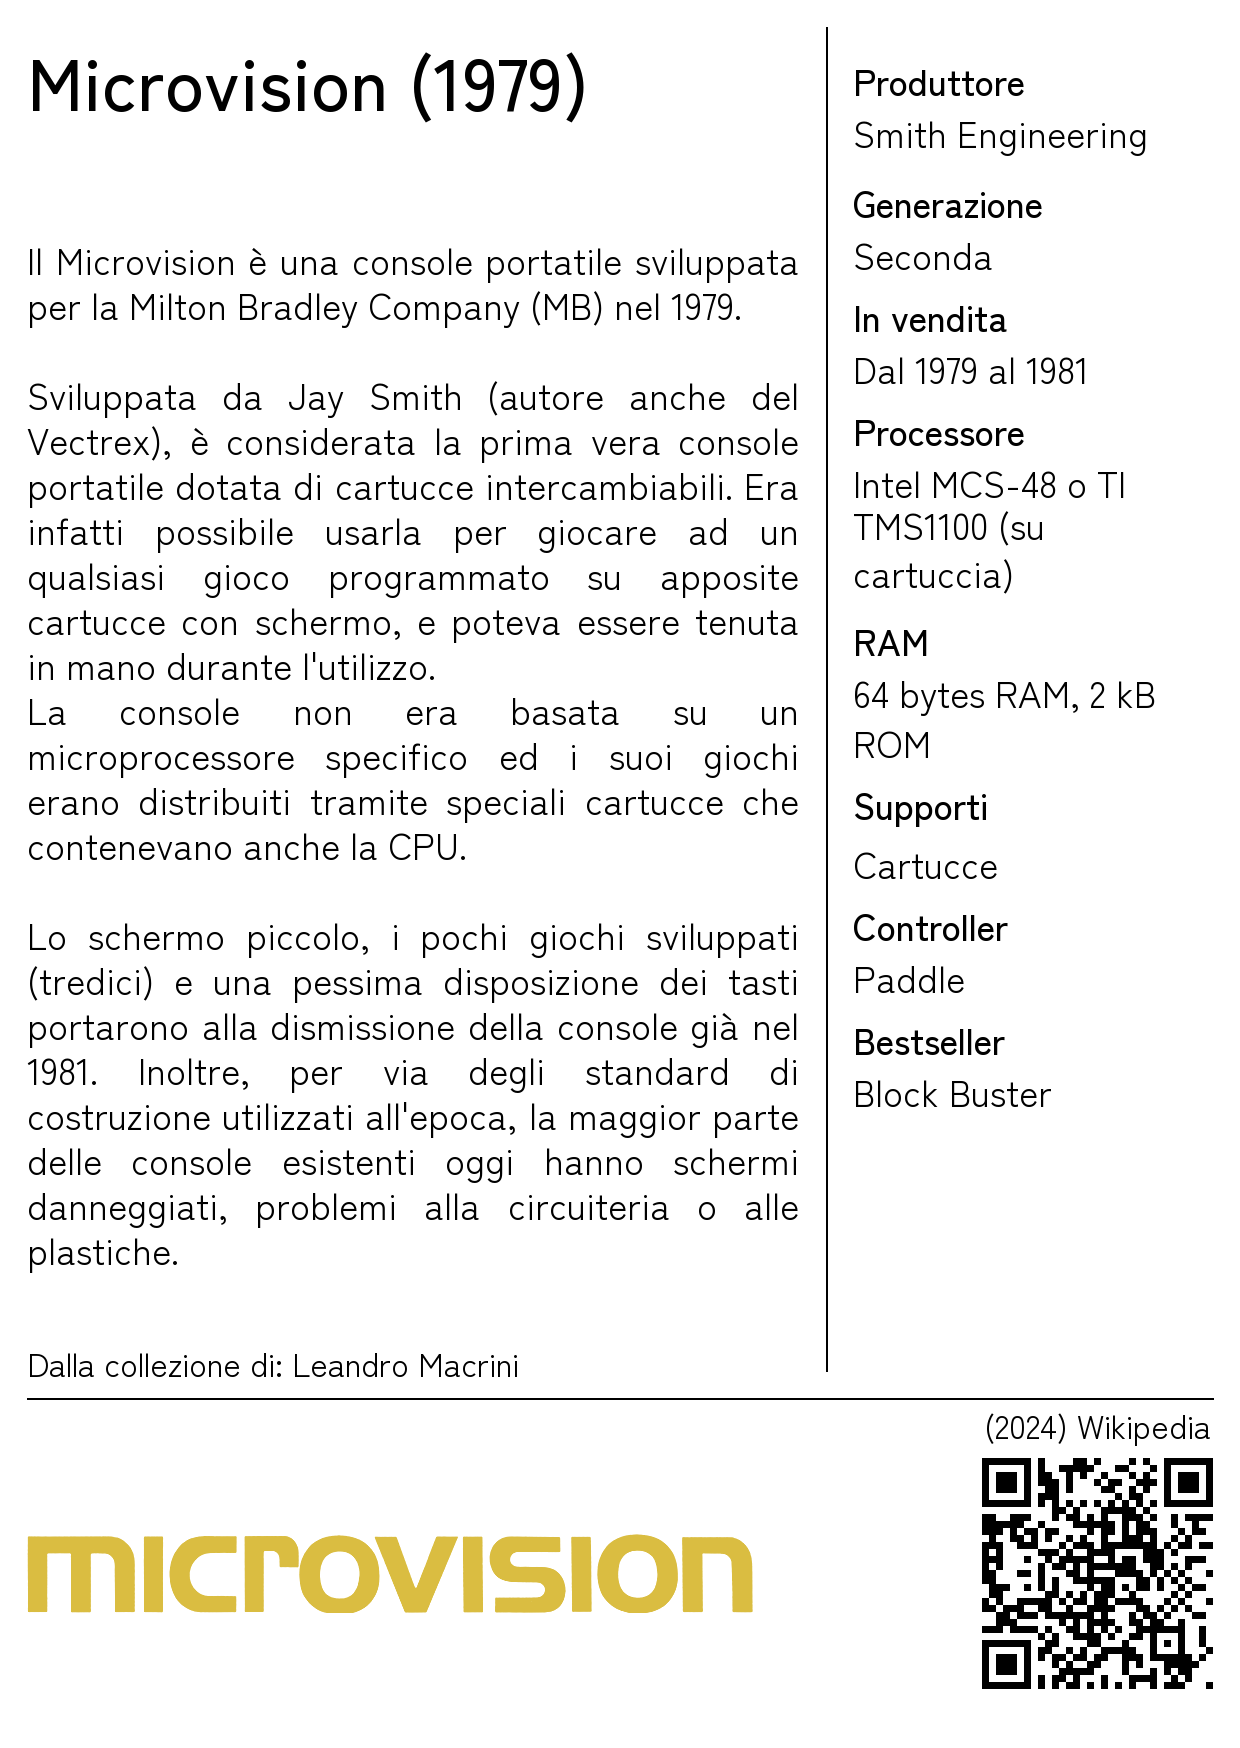 Microvision (1979)
Il Microvision è una console portatile sviluppata
per la Milton Bradley Company (MB) nel 1979.
Sviluppata da Jay Smith (autore anche del
Vectrex), è considerata la prima vera console
portatile dotata di cartucce intercambiabili. Era
infatti possibile usarla per giocare ad un
qualsiasi gioco programmato su apposite
cartucce con schermo, e poteva essere tenuta
in mano durante l'utilizzo.
La console non era basata su un
microprocessore specifico ed i suoi giochi
erano distribuiti tramite speciali cartucce che
contenevano anche la CPU.
Lo schermo piccolo, i pochi giochi sviluppati
(tredici) e una pessima disposizione dei tasti
portarono alla dismissione della console già nel
1981. Inoltre, per via degli standard di
costruzione utilizzati all'epoca, la maggior parte
delle console esistenti oggi hanno schermi
danneggiati, problemi alla circuiteria o alle
plastiche.
Dalla collezione di: Leandro Macrini
Produttore
Smith Engineering
Generazione
Seconda
In vendita
Dal 1979 al 1981
Processore
Intel MCS-48 o TI
TMS1100 (su
cartuccia)
RAM
64 bytes RAM, 2 kB
ROM
Supporti
Cartucce
Controller
Paddle
Bestseller
Block Buster
(2024) Wikipedia
mICrOVISIOn